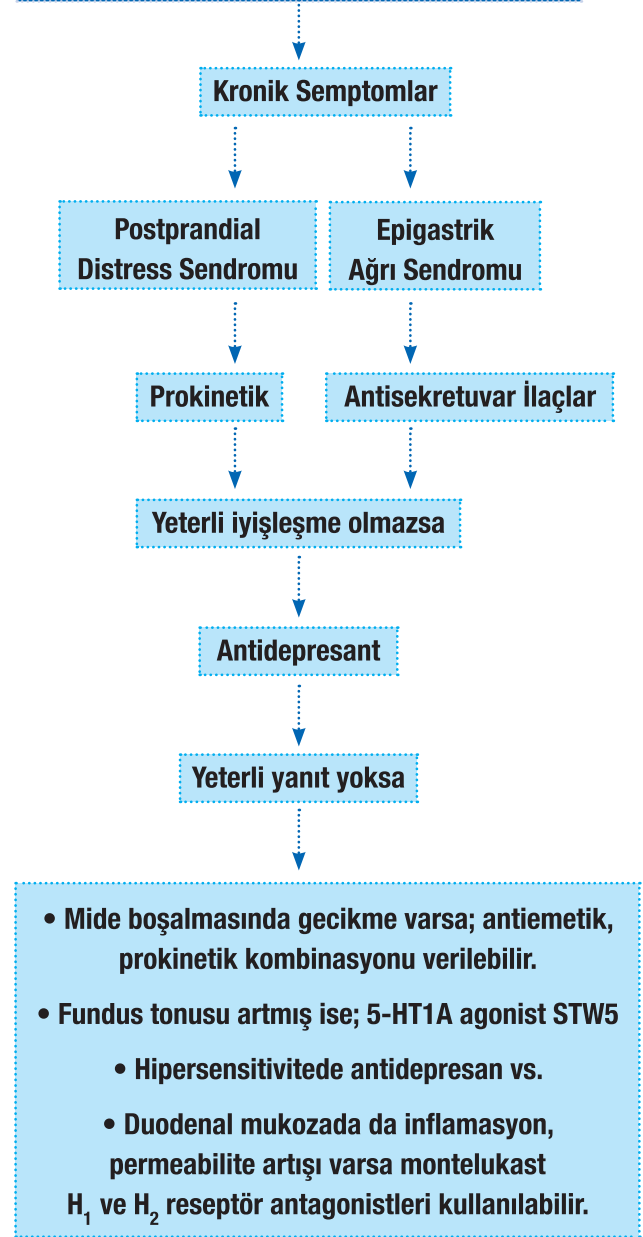 Kronik Semptomlar
Postprandial
Distress Sendromu
Epigastrik
Ağrı Sendromu
Prokinetik
Antisekretuvar İlaçlar
Yeterli iyişleşme olmazsa
Antidepresant
Yeterli yanıt yoksa
• Mide boşalmasında gecikme varsa; antiemetik,
prokinetik kombinasyonu verilebilir.
• Fundus tonusu artmış ise; 5-HT1A agonist STW5
• Hipersensitivitede antidepresan vs.
• Duodenal mukozada da inflamasyon,
permeabilite artışı varsa montelukast
H₁ ve H₂ reseptör antagonistleri kullanılabilir.